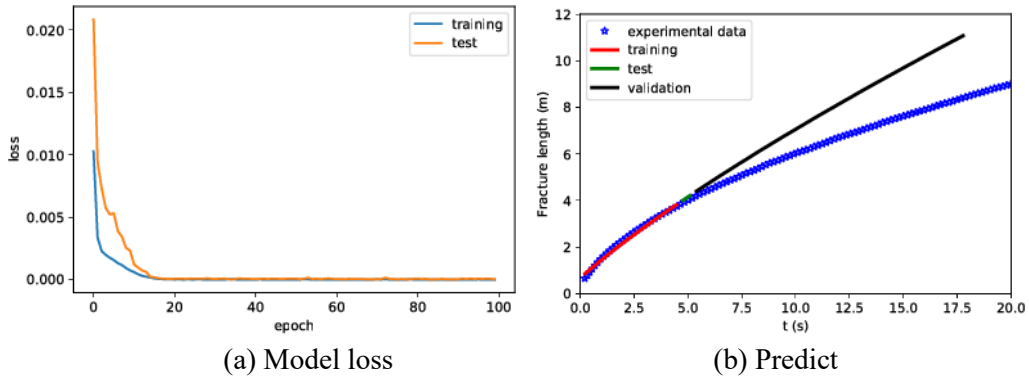 0.020
0.015
0.010
0.005
0.000
loss
training
test
0 20 40 60 80 100
epoch
(a) Model loss
12
10
8
6
4
2
0
Fracture length (m)
experimental data
training
test
validation
0.0 2.5 5.0 7.5 10.0 12.5 15.0 17.5 20.0
t (s)
(b) Predict